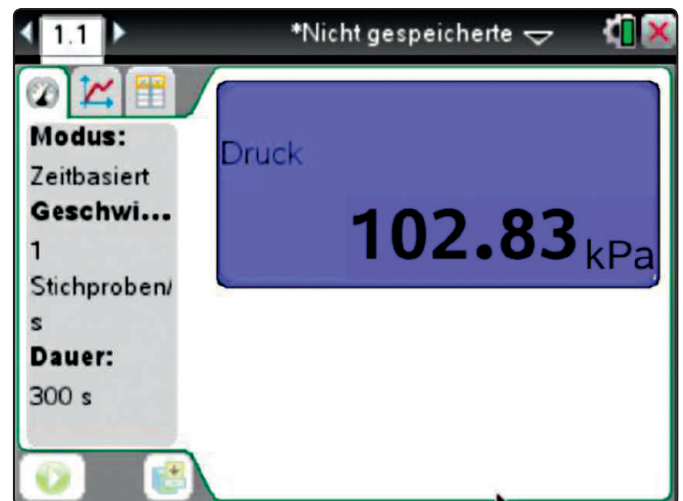 1.1 *Nicht gespeicherte
Modus:
Zeitbasiert
Geschwi...
1
Stichproben/
s
Dauer:
300 s
Druck
102.83 kPa